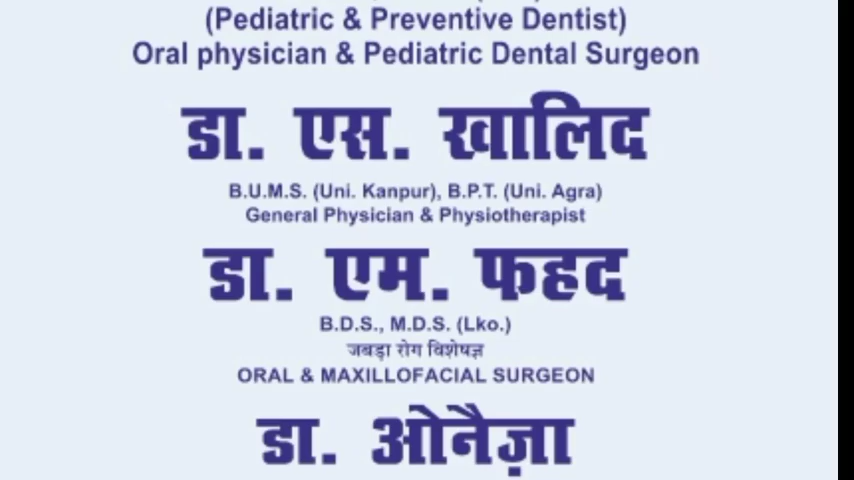 (Pediatric & Preventive Dentist)
Oral physician & Pediatric Dental Surgeon
डा. एस. खालिद
B.U.M.S. (Uni. Kanpur), B.P.T. (Uni. Agra)
General Physician & Physiotherapist
डा. एम. फहद
B.D.S., M.D.S. (Lko.)
जबड़ा रोग विशेषज्ञ
ORAL & MAXILLOFACIAL SURGEON
डा. ओनैज़ा